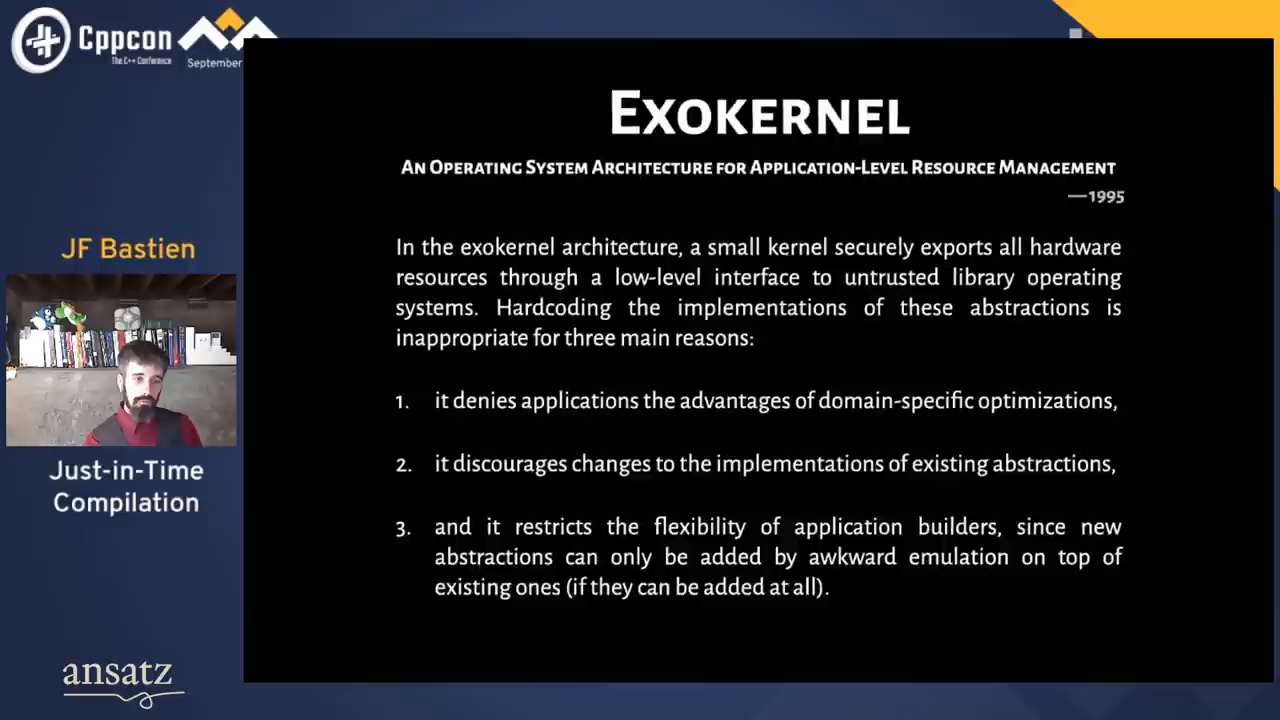 Cppcon
The C++ Conference
September
EXOKERNEL
AN OPERATING SYSTEM ARCHITECTURE FOR APPLICATION-LEVEL RESOURCE MANAGEMENT
—1995
In the exokernel architecture, a small kernel securely exports all hardware
resources through a low-level interface to untrusted library operating
systems. Hardcoding the implementations of these abstractions is
inappropriate for three main reasons:
1. it denies applications the advantages of domain-specific optimizations,
2. it discourages changes to the implementations of existing abstractions,
3. and it restricts the flexibility of application builders, since new
abstractions can only be added by awkward emulation on top of
existing ones (if they can be added at all).
JF Bastien
Just-in-Time
Compilation
ansatz